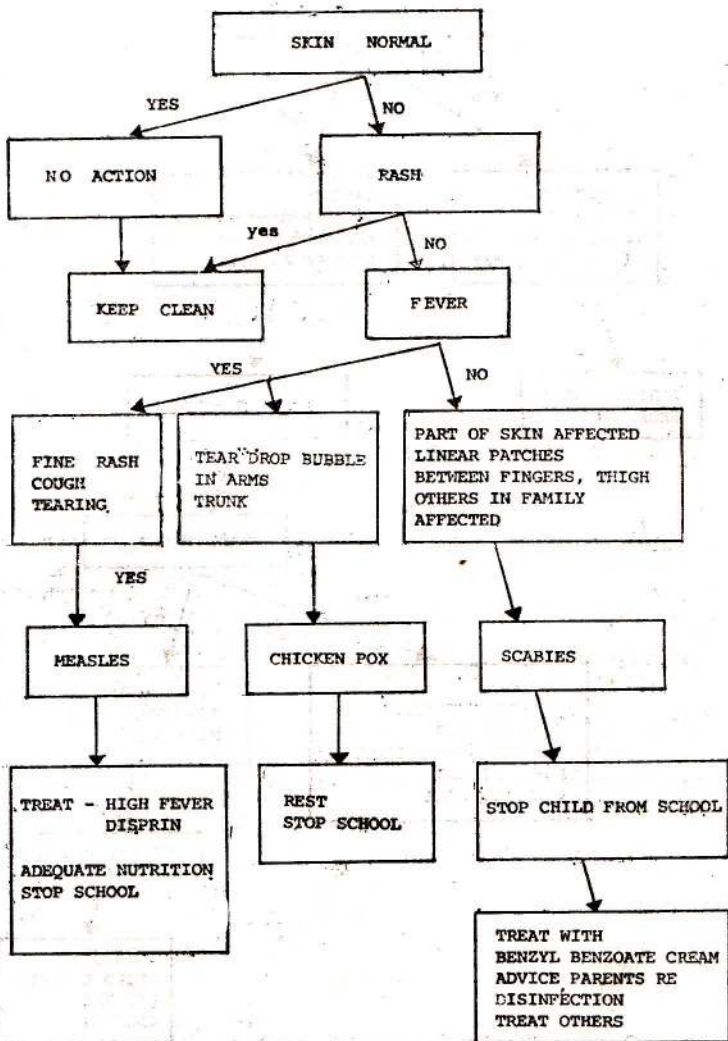 SKIN NORMAL
YES
NO
NO ACTION
RASH
yes
NO
KEEP CLEAN
FEVER
YES
NO
FINE RASH
COUGH
TEARING
TEAR DROP BUBBLE
IN ARMS
TRUNK
PART OF SKIN AFFECTED
LINEAR PATCHES
BETWEEN FINGERS, THIGH
OTHERS IN FAMILY
AFFECTED
YES
MEASLES
CHICKEN POX
SCABIES
TREAT - HIGH FEVER
DISPRIN
ADEQUATE NUTRITION
STOP SCHOOL
REST
STOP SCHOOL
STOP CHILD FROM SCHOOL
TREAT WITH
BENZYL BENZOATE CREAM
ADVICE PARENTS RE
DISINFECTION
TREAT OTHERS